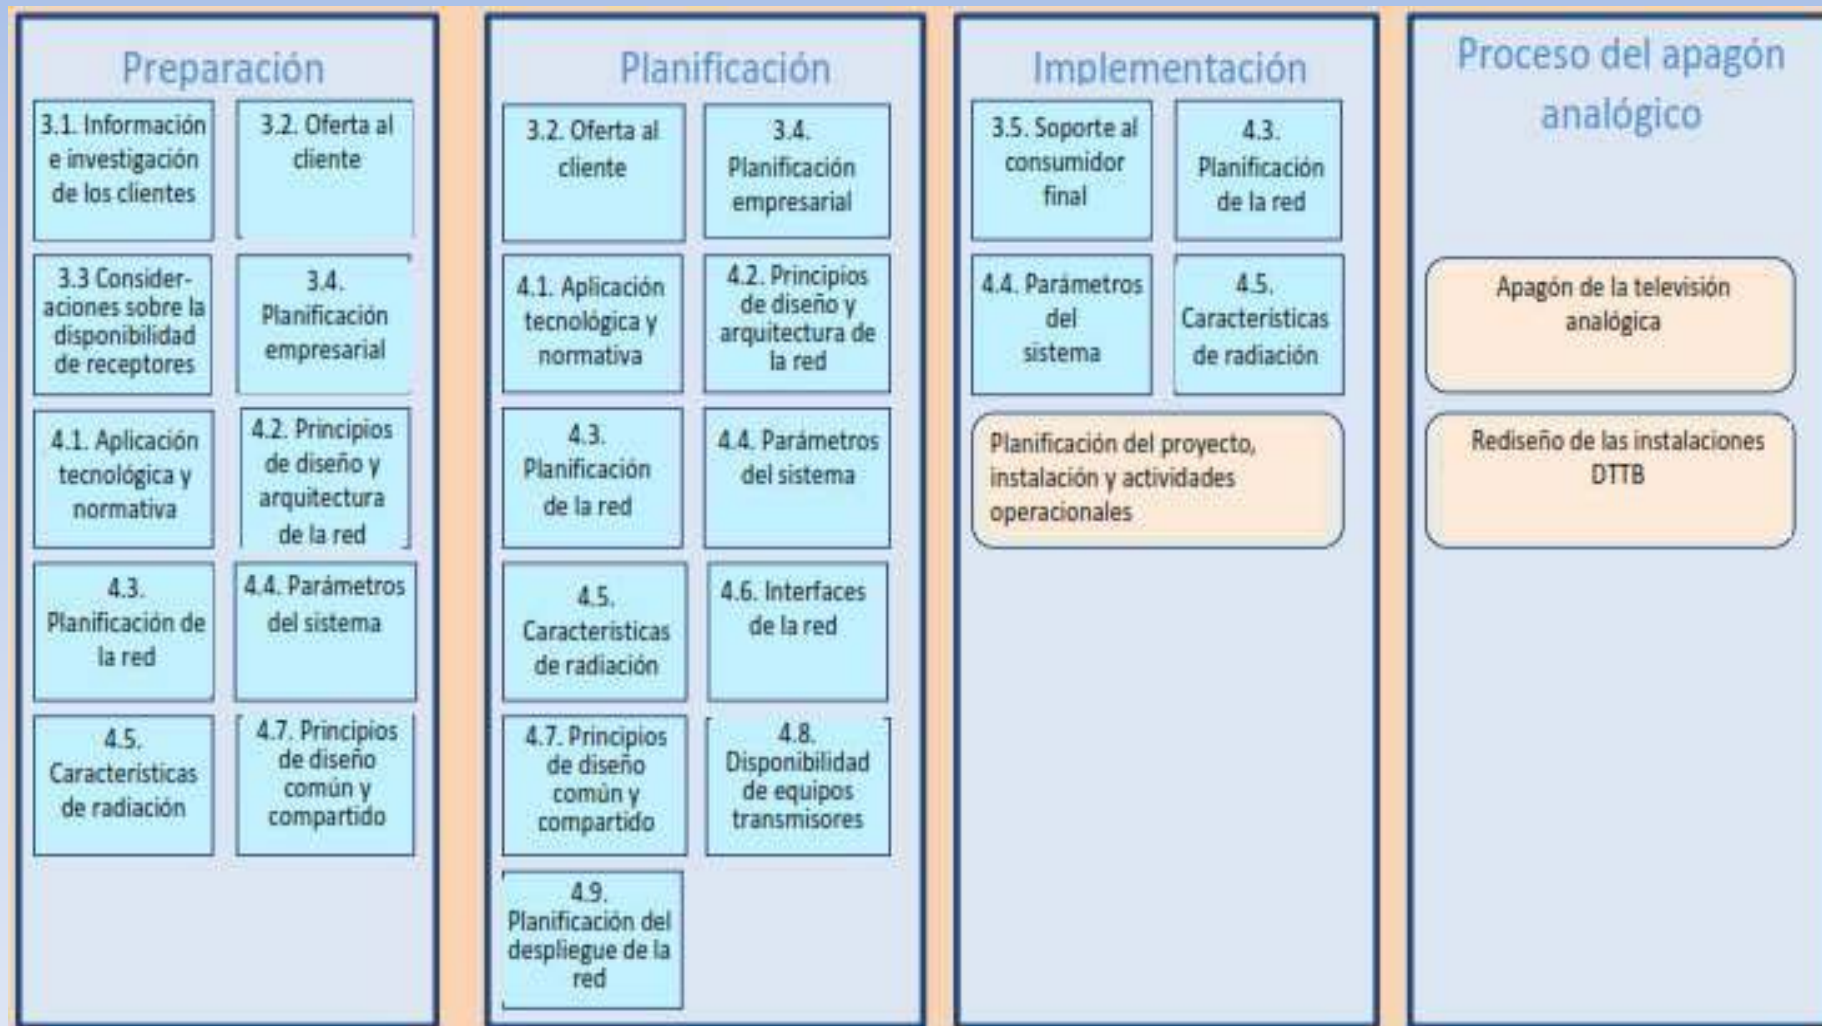 Preparación
3.1. Información
e investigación
de los clientes
3.2. Oferta al
cliente
3.3 Consider-
aciones sobre la
disponibilidad
de receptores
3.4.
Planificación
empresarial
4.1. Aplicación
tecnológica y
normativa
4.2. Principios
de diseño y
arquitectura
de la red
4.3.
Planificación de
la red
4.4. Parámetros
del sistema
4.5.
Características
de radiación
4.7. Principios
de diseño
común y
compartido
Planificación
3.2. Oferta al
cliente
3.4.
Planificación
empresarial
4.1. Aplicación
tecnológica y
normativa
4.2. Principios
de diseño y
arquitectura de
la red
4.3.
Planificación
de la red
4.4. Parámetros
del sistema
4.5.
Características
de radiación
4.6. Interfaces
de la red
4.7. Principios
de diseño
común y
compartido
4.8.
Disponibilidad
de equipos
transmisores
4.9.
Planificación del
despliegue de la
red
Implementación
3.5. Soporte al
consumidor
final
4.3.
Planificación
de la red
4.4. Parámetros
del
sistema
4.5.
Características
de radiación
Planificación del proyecto,
instalación y actividades
operacionales
Proceso del apagón
analógico
Apagón de la televisión
analógica
Rediseño de las instalaciones
DTTB